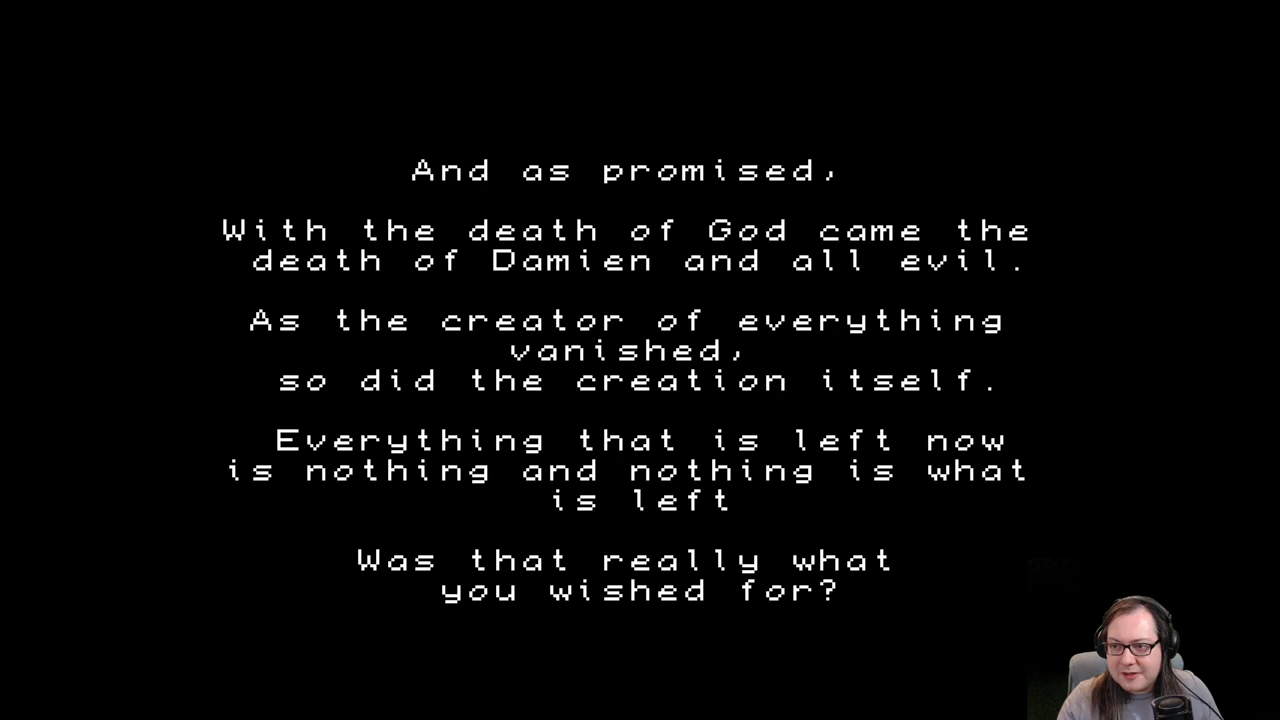 And as promised,
With the death of God came the
death of Damien and all evil.
As the creator of everything
vanished,
so did the creation itself.
Everything that is left now
is nothing and nothing is what
is left
Was that really what
you wished for?